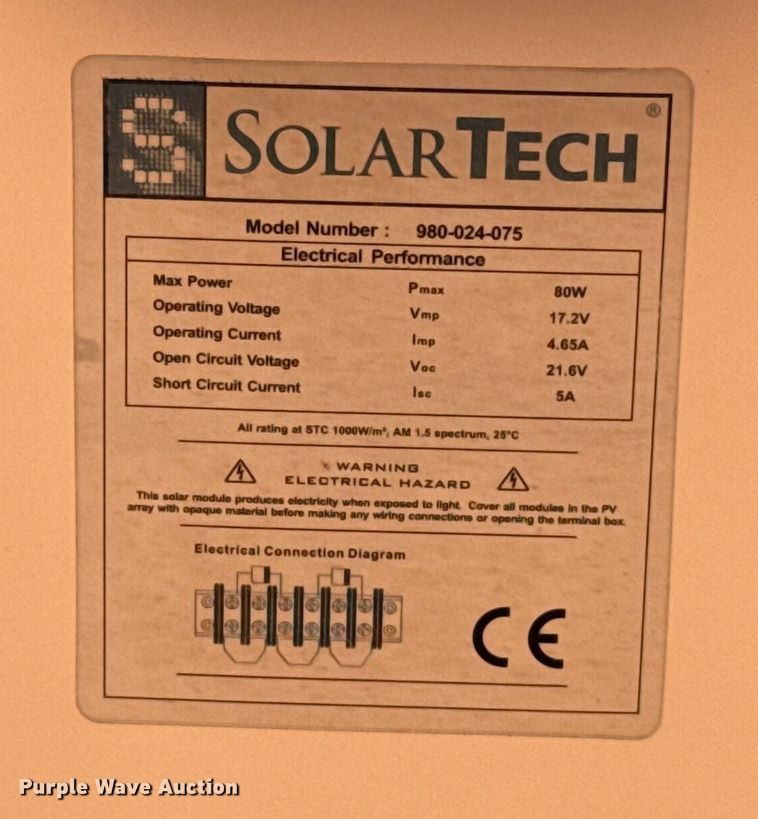 SOLARTECH®
Model Number : 980-024-075
Electrical Performance
Max Power Pmax 80W
Operating Voltage Vmp 17.2V
Operating Current Imp 4.65A
Open Circuit Voltage Voc 21.6V
Short Circuit Current Isc 5A
All rating at STC 1000W/m², AM 1.5 spectrum, 25°C
WARNING
ELECTRICAL HAZARD
This solar module produces electricity when exposed to light. Cover all modules in the PV
array with opaque material before making any wiring connections or opening the terminal box.
Electrical Connection Diagram
CE
Purple Wave Auction